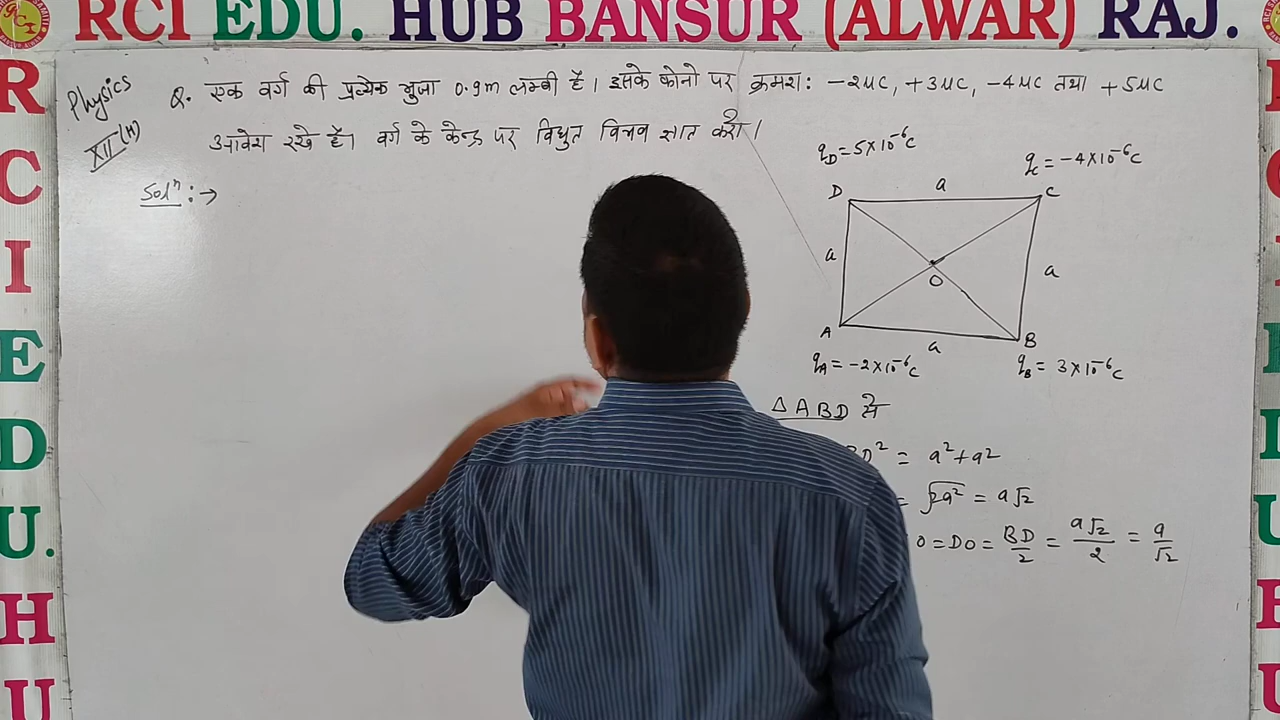 RCI EDU. HUB BANSUR (ALWAR) RAJ.
R
C
I
E
D
U.
H
U
Physics
XII (H)
Q. एक वर्ग की प्रत्येक भुजा 0.9m लम्बी है। इसके कोनो पर क्रमश: -2μC, +3μC, -4μC तथा +5μC
आवेश रखे है। वर्ग के केन्द्र पर विधुत विभव ज्ञात करो।
Solⁿ :→
q_D = 5×10⁻⁶C
q_C = -4×10⁻⁶C
D a C
a a
O
A a B
q_A = -2×10⁻⁶C q_B = 3×10⁻⁶C
△ABD से
BD² = a²+a²
= √2a² = a√2
O = DO = BD/2 = a√2/2 = a/√2